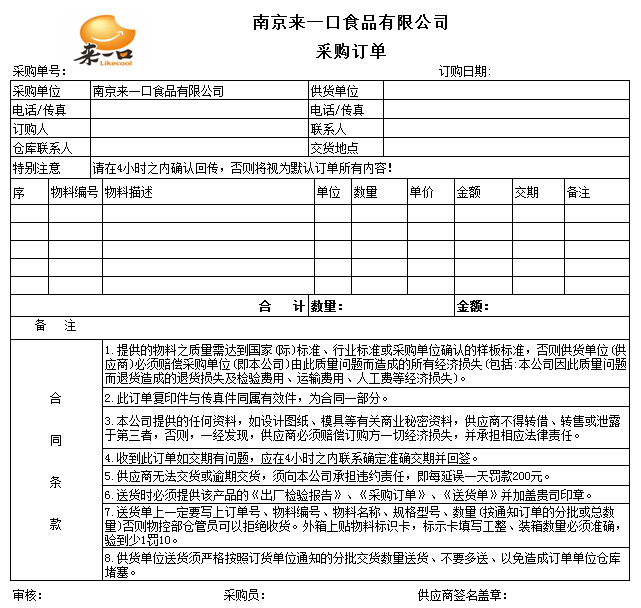 南京来一口食品有限公司
来一口
Likecool
采购订单
采购单号: 订购日期:
采购单位 南京来一口食品有限公司 供货单位
电话/传真 电话/传真
订购人 联系人
仓库联系人 交货地点
特别注意 请在4小时之内确认回传，否则将视为默认订单所有内容!
序 物料编号 物料描述 单位 数量 单价 金额 交期 备注
合 计 数量: 金额:
备 注
合同条款
1.提供的物料之质量需达到国家(际)标准、行业标准或采购单位确认的样板标准，否则供货单位(供
应商)必须赔偿采购单位(即本公司)由此质量问题而造成的所有经济损失(包括:本公司因此质量问题
而退货造成的退货损失及检验费用、运输费用、人工费等经济损失)。
2.此订单复印件与传真件同属有效件，为合同一部分。
3.本公司提供的任何资料，如设计图纸、模具等有关商业秘密资料，供应商不得转借、转售或泄露
于第三者，否则，一经发现，供应商必须赔偿订购方一切经济损失，并承担相应法律责任。
4.收到此订单如交期有问题，应在4小时之内联系确定准确交期并回签。
5.供应商无法交货或逾期交货，须向本公司承担违约责任，即每延误一天罚款200元。
6.送货时必须提供该产品的《出厂检验报告》、《采购订单》、《送货单》并加盖贵司印章。
7.送货单上一定要写上订单号、物料编号、物料名称、规格型号、数量(按通知订单的分批或总数
量)否则物控部仓管员可以拒绝收货。外箱上贴物料标识卡，标示卡填写工整、装箱数量必须准确，
验到少1罚10。
8.供货单位送货须严格按照订货单位通知的分批交货数量送货、不要多送、以免造成订单单位仓库
堵塞。
审核： 采购员： 供应商签名盖章：